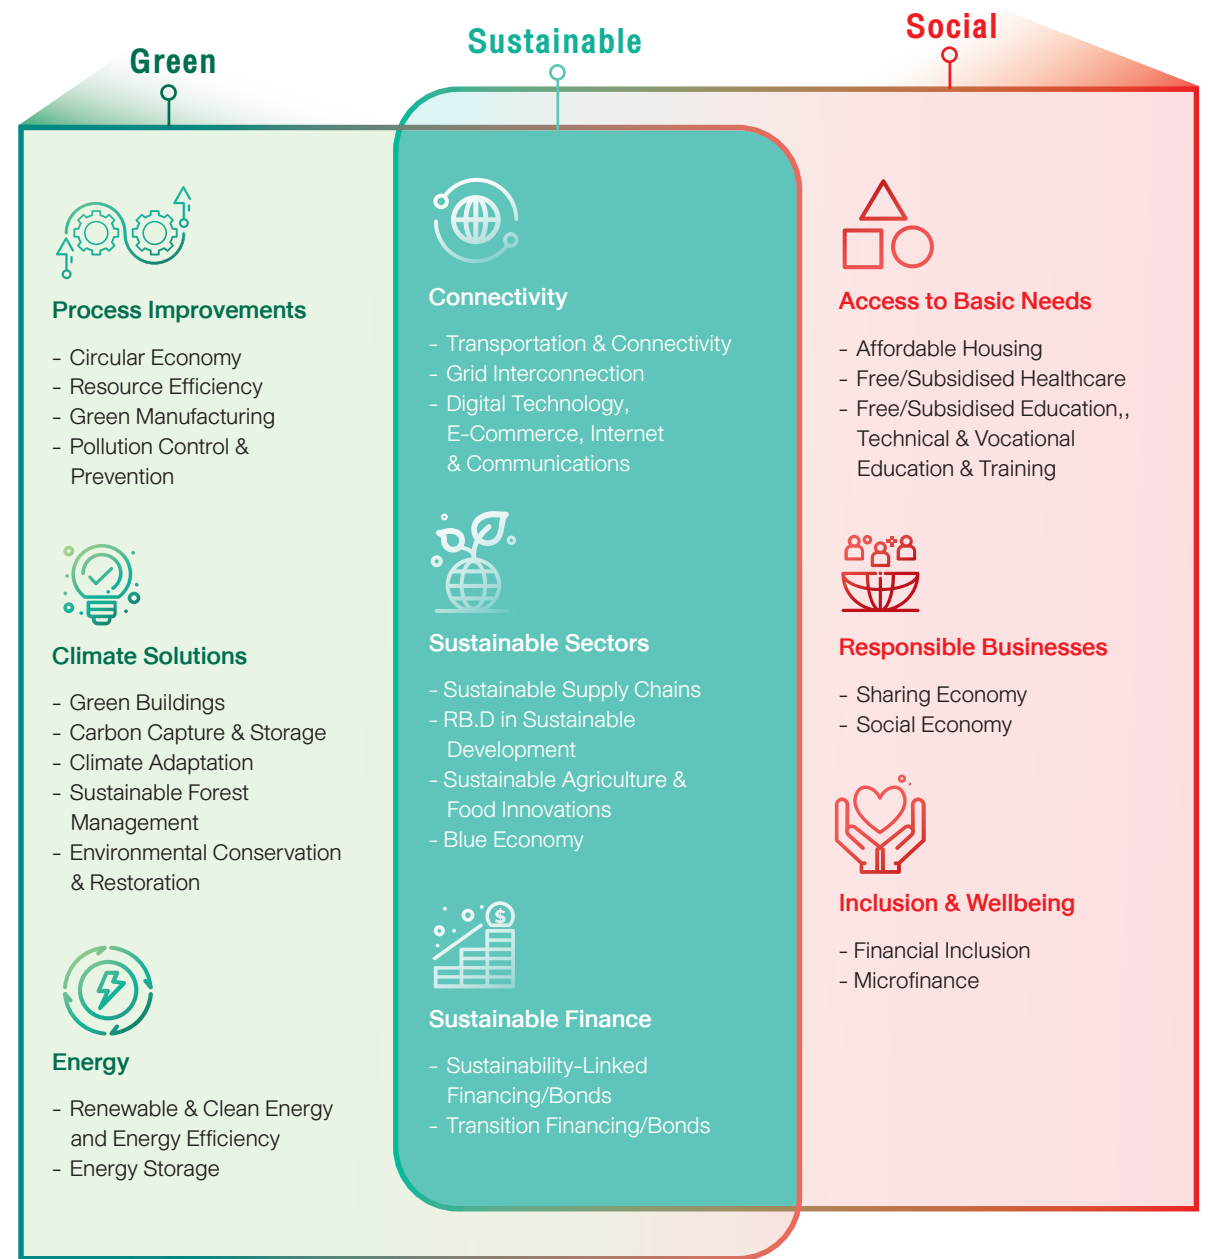 Green
Sustainable
Social
Process Improvements
- Circular Economy
- Resource Efficiency
- Green Manufacturing
- Pollution Control &
Prevention
Climate Solutions
- Green Buildings
- Carbon Capture & Storage
- Climate Adaptation
- Sustainable Forest
Management
- Environmental Conservation
& Restoration
Energy
- Renewable & Clean Energy
and Energy Efficiency
- Energy Storage
Connectivity
- Transportation & Connectivity
- Grid Interconnection
- Digital Technology,
E-Commerce, Internet
& Communications
Sustainable Sectors
- Sustainable Supply Chains
- RB.D in Sustainable
Development
- Sustainable Agriculture &
Food Innovations
- Blue Economy
$
Sustainable Finance
- Sustainability-Linked
Financing/Bonds
- Transition Financing/Bonds
Access to Basic Needs
- Affordable Housing
- Free/Subsidised Healthcare
- Free/Subsidised Education,,
Technical & Vocational
Education & Training
Responsible Businesses
- Sharing Economy
- Social Economy
Inclusion & Wellbeing
- Financial Inclusion
- Microfinance